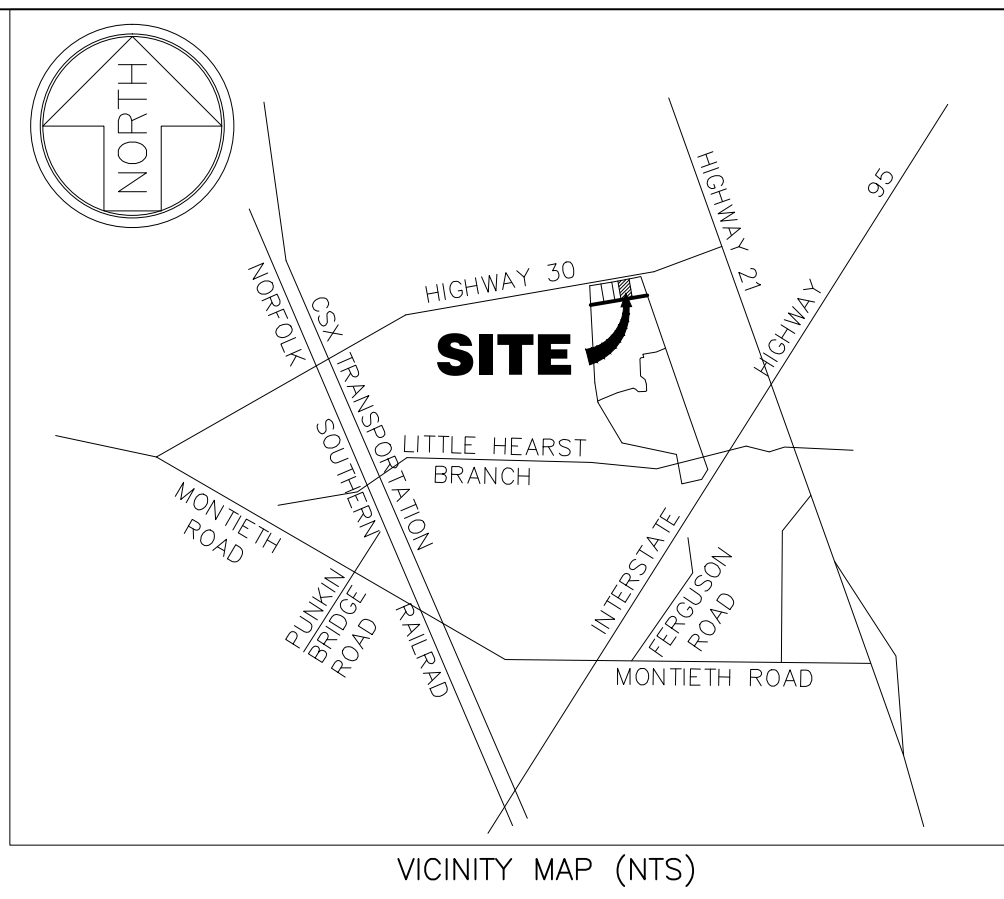 NORTH
HIGHWAY 21
95
HIGHWAY
HIGHWAY 30
NORFOLK
SOUTHERN
RAILRAD
CSX TRANSPORTATION
SITE
LITTLE HEARST
BRANCH
MONTIETH
ROAD
PUNKIN
BRIDGE
ROAD
INTERSTATE
FERGUSON
ROAD
MONTIETH ROAD
VICINITY MAP (NTS)